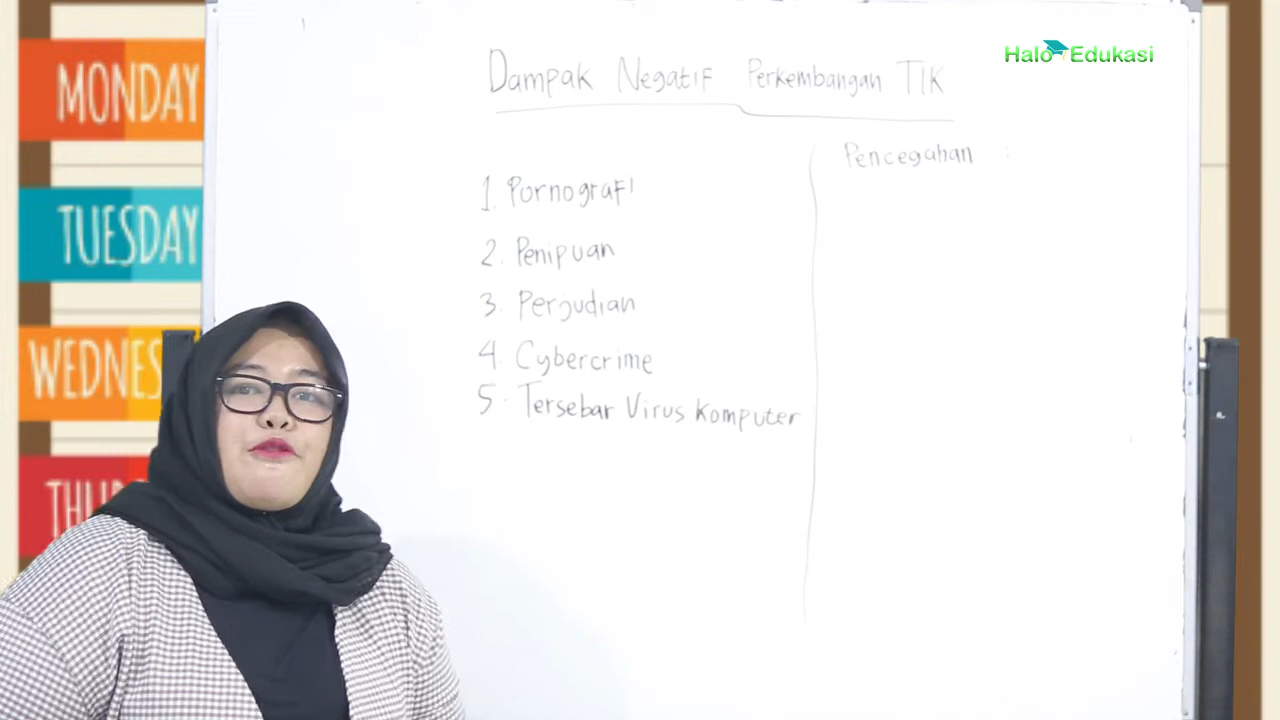 MONDAY
TUESDAY
WEDNES
THU
Halo Edukasi
Dampak Negatif Perkembangan TIK
1. Pornografi
2. Penipuan
3. Perjudian
4. Cybercrime
5. Tersebar Virus Komputer
Pencegahan :